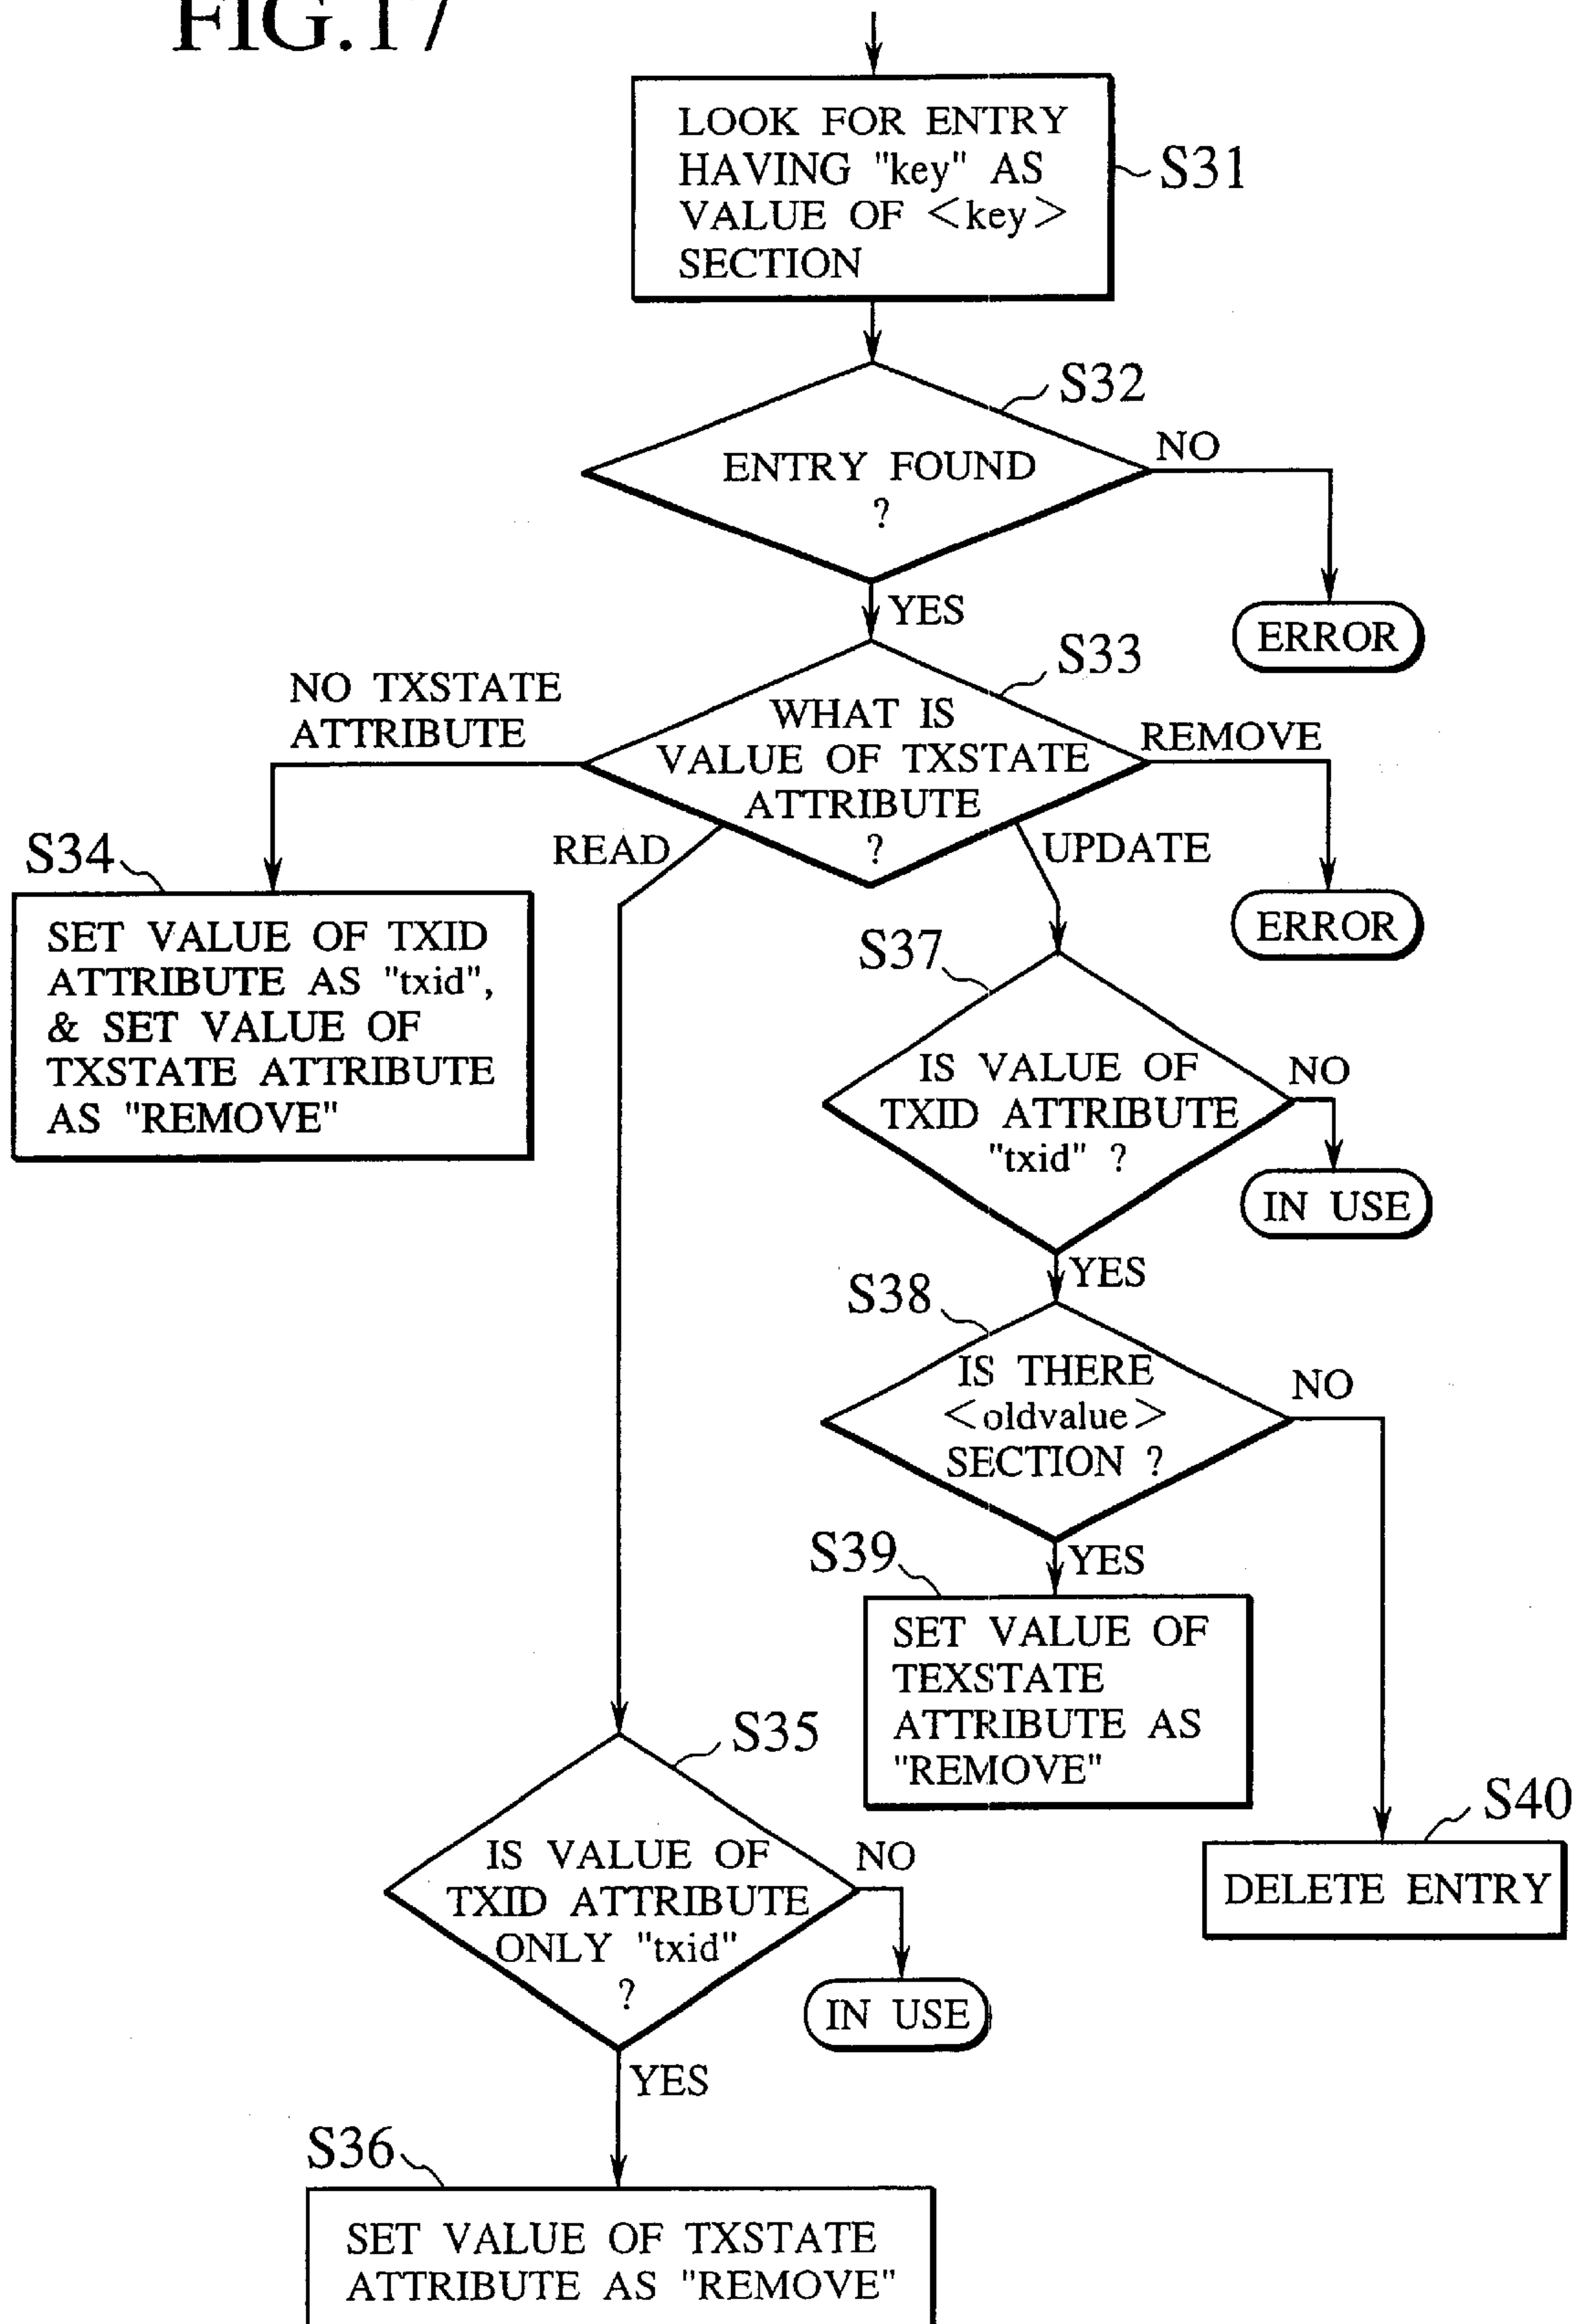 FIG.17
LOOK FOR ENTRY
HAVING "key" AS
VALUE OF <key>
SECTION
S31
S32
ENTRY FOUND
?
NO
ERROR
YES
S33
NO TXSTATE
ATTRIBUTE
WHAT IS
VALUE OF TXSTATE
ATTRIBUTE
?
REMOVE
ERROR
READ
UPDATE
S34
SET VALUE OF TXID
ATTRIBUTE AS "txid",
& SET VALUE OF
TXSTATE ATTRIBUTE
AS "REMOVE"
S37
IS VALUE OF
TXID ATTRIBUTE
"txid" ?
NO
IN USE
YES
S38
IS THERE
<oldvalue>
SECTION ?
NO
S39
YES
SET VALUE OF
TEXSTATE
ATTRIBUTE AS
"REMOVE"
S40
DELETE ENTRY
S35
IS VALUE OF
TXID ATTRIBUTE
ONLY "txid"
?
NO
IN USE
YES
S36
SET VALUE OF TXSTATE
ATTRIBUTE AS "REMOVE"